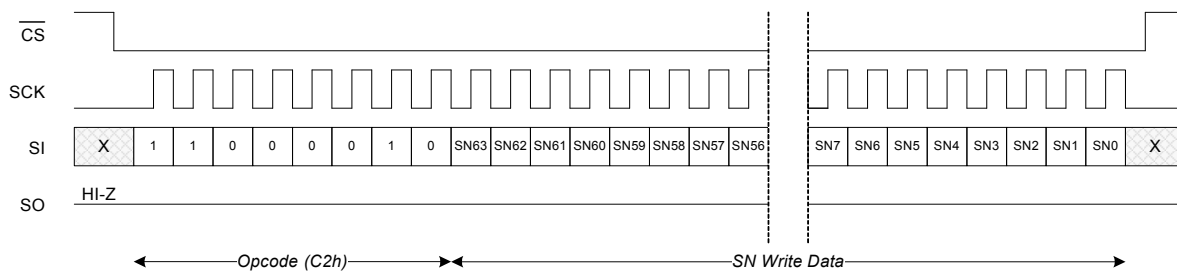 CS
SCK
SI X 1 1 0 0 0 0 1 0 SN63 SN62 SN61 SN60 SN59 SN58 SN57 SN56 SN7 SN6 SN5 SN4 SN3 SN2 SN1 SN0 X
HI-Z
SO
Opcode (C2h) SN Write Data